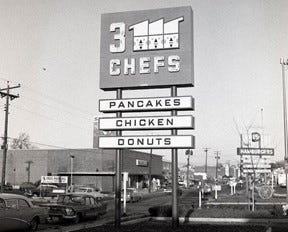 3
CHEFS
PANCAKES
CHICKEN
DONUTS
HAMBURGERS